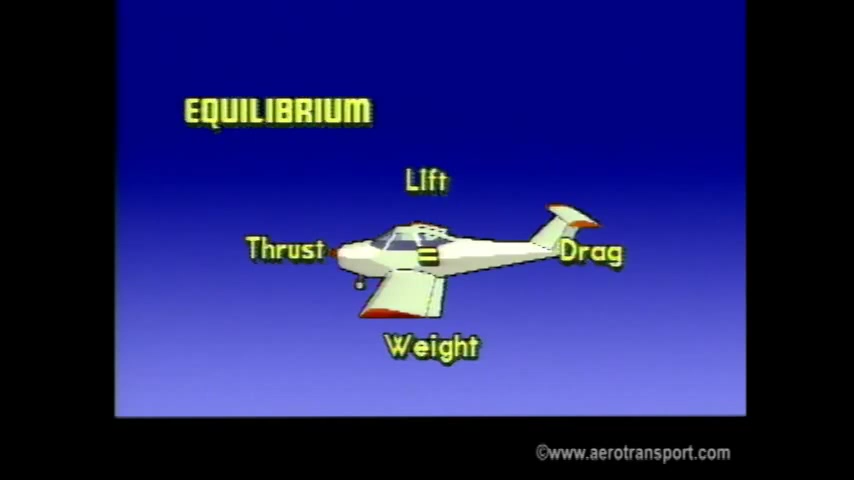 EQUILIBRIUM
Lift
Thrust = Drag
Weight
©www.aerotransport.com